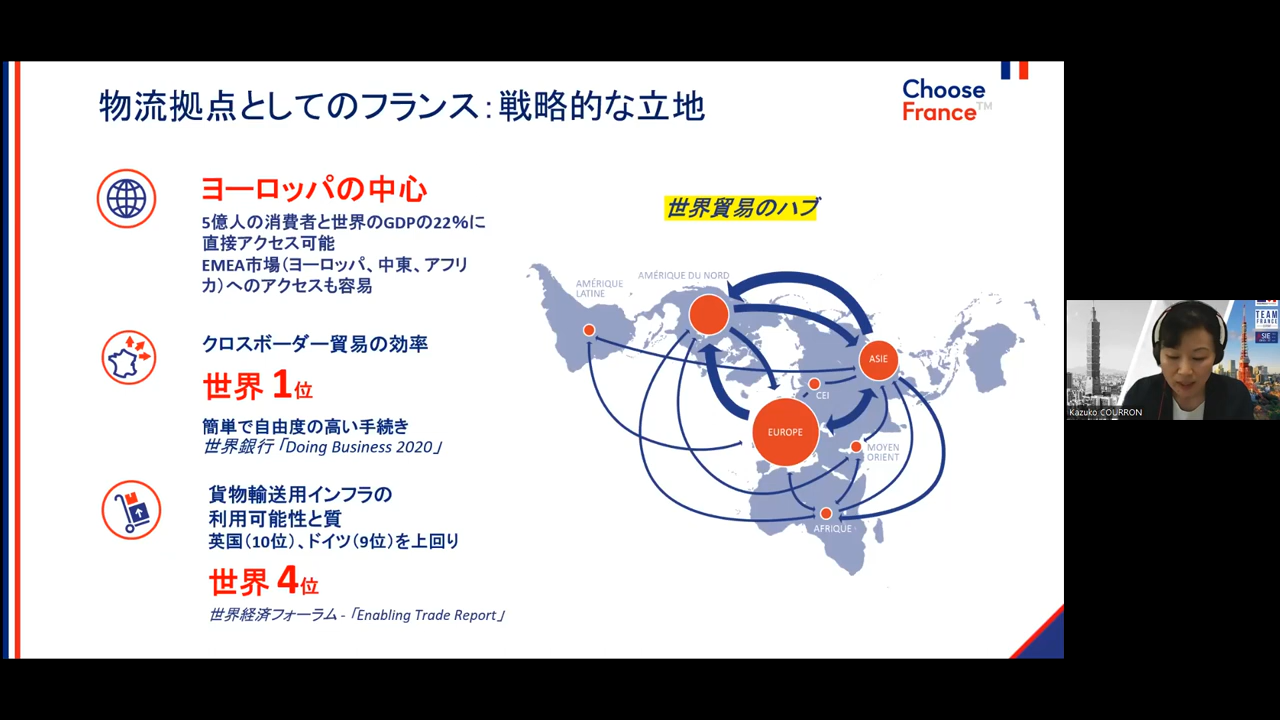 物流拠点としてのフランス：戦略的な立地
Choose
France™
ヨーロッパの中心
5億人の消費者と世界のGDPの22%に
直接アクセス可能
EMEA市場（ヨーロッパ、中東、アフリ
カ）へのアクセスも容易
クロスボーダー貿易の効率
世界 1位
簡単で自由度の高い手続き
世界銀行「Doing Business 2020」
貨物輸送用インフラの
利用可能性と質
英国（10位）、ドイツ（9位）を上回り
世界 4位
世界経済フォーラム - 「Enabling Trade Report」
世界貿易のハブ
AMÉRIQUE DU NORD
AMÉRIQUE
LATINE
ASIE
CEI
EUROPE
MOYEN
ORIENT
AFRIQUE
TEAM
FRANCE
Kazuko COURRON